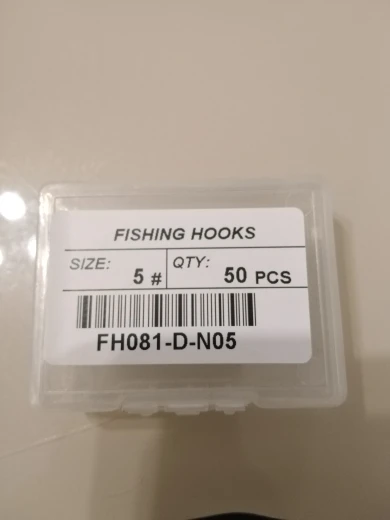 FISHING HOOKS
SIZE: 5 # QTY: 50 PCS
FH081-D-N05